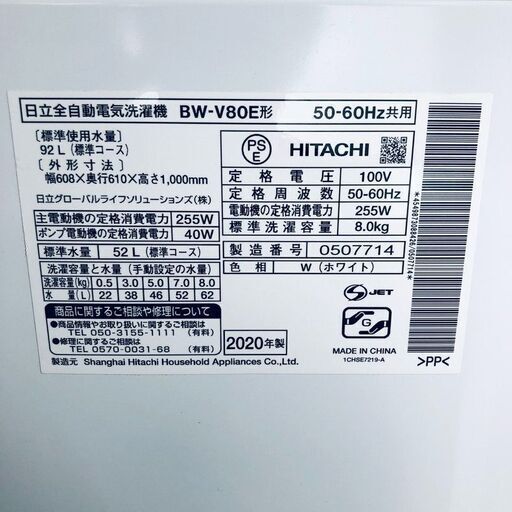 日立全自動電気洗濯機 BW-V80E形 50-60Hz共用
〔標準使用水量〕
92 L（標準コース）
〔外形寸法〕
幅608×奥行610×高さ1,000mm
日立グローバルライフソリューションズ(株)
主電動機の定格消費電力 255W
ポンプ電動機の定格消費電力 40W
標準水量 52 L（標準コース）
洗濯容量と水量（手動設定の水量）
洗濯容量(kg) 0.5 3.0 5.0 7.0 8.0
水量(L) 22 38 46 52 62
商品に関するご相談や修理について
●商品情報やお取り扱いに関するご相談
TEL 050-3155-1111（有料）
●修理に関するご相談
TEL 0570-0031-68（有料）
2020年製
製造元 Shanghai Hitachi Household Appliances Co.,Ltd.
PS
E
HITACHI
定格電圧 100V
定格周波数 50-60Hz
電動機の定格消費電力 255W
標準洗濯容量 8.0kg
製造番号 0507714
色相 W（ホワイト）
S JET
MADE IN CHINA
1CHSE7219-A
>PP<